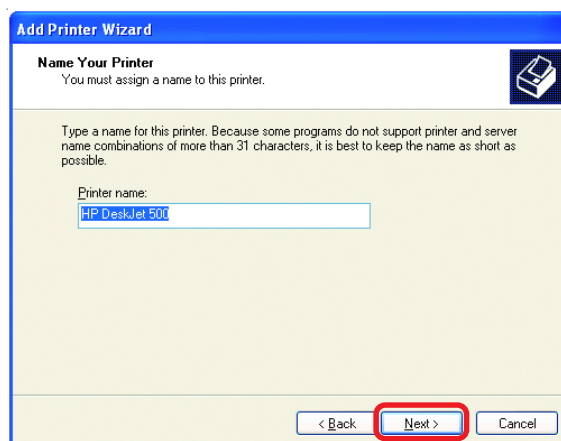 Add Printer Wizard
Name Your Printer
You must assign a name to this printer.
Type a name for this printer. Because some programs do not support printer and server
name combinations of more than 31 characters, it is best to keep the name as short as
possible.
Printer name:
HP DeskJet 500
< Back Next > Cancel